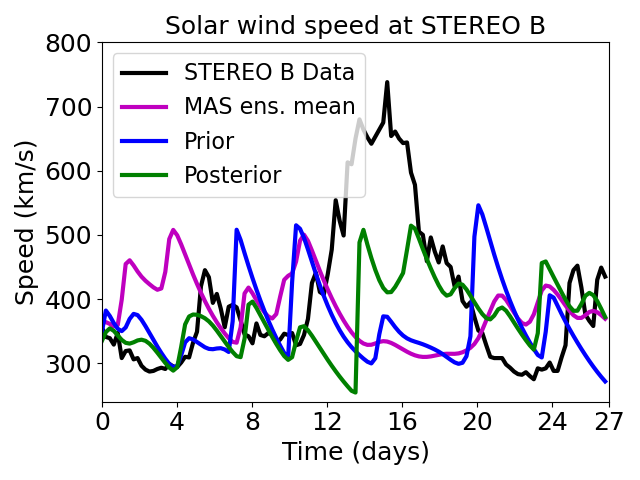 Solar wind speed at STEREO B
800
700
600
500
400
300
Speed (km/s)
STEREO B Data
MAS ens. mean
Prior
Posterior
0 4 8 12 16 20 24 27
Time (days)